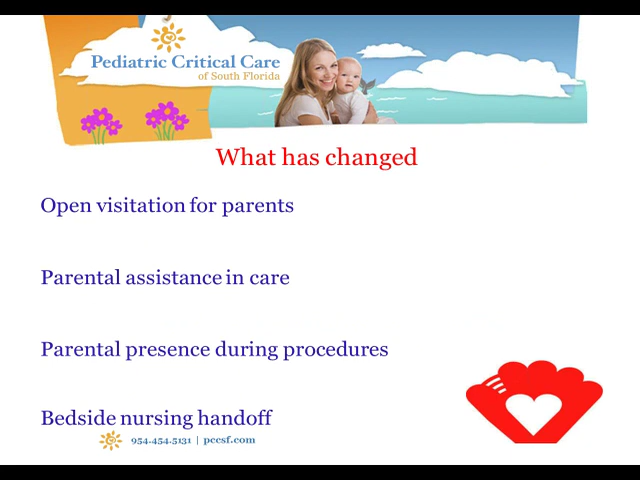 Pediatric Critical Care
of South Florida
What has changed
Open visitation for parents
Parental assistance in care
Parental presence during procedures
Bedside nursing handoff
954.454.5131 | pccsf.com